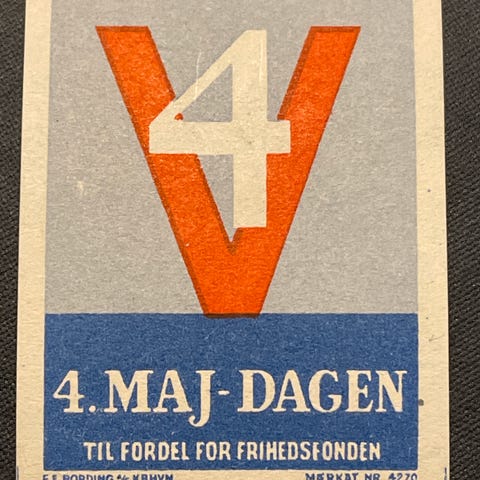 V
4
4. MAJ-DAGEN
TIL FORDEL FOR FRIHEDSFONDEN
F.E. BORDING A/S KBHVN. MÆRKAT NR. 4270